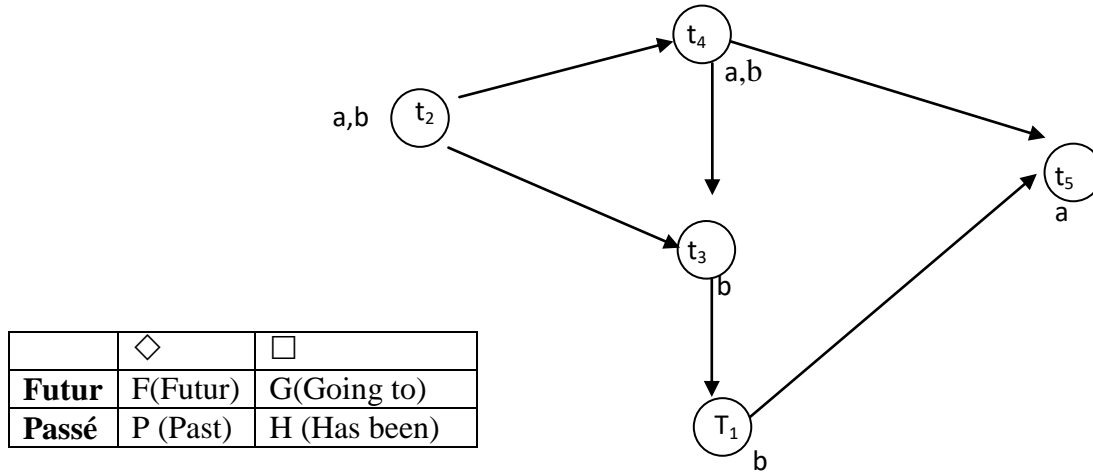 t₄
a,b
a,b
t₂
t₅
a
t₃
b
◇ □
Futur F(Futur) G(Going to)
Passé P (Past) H (Has been)
T₁
b